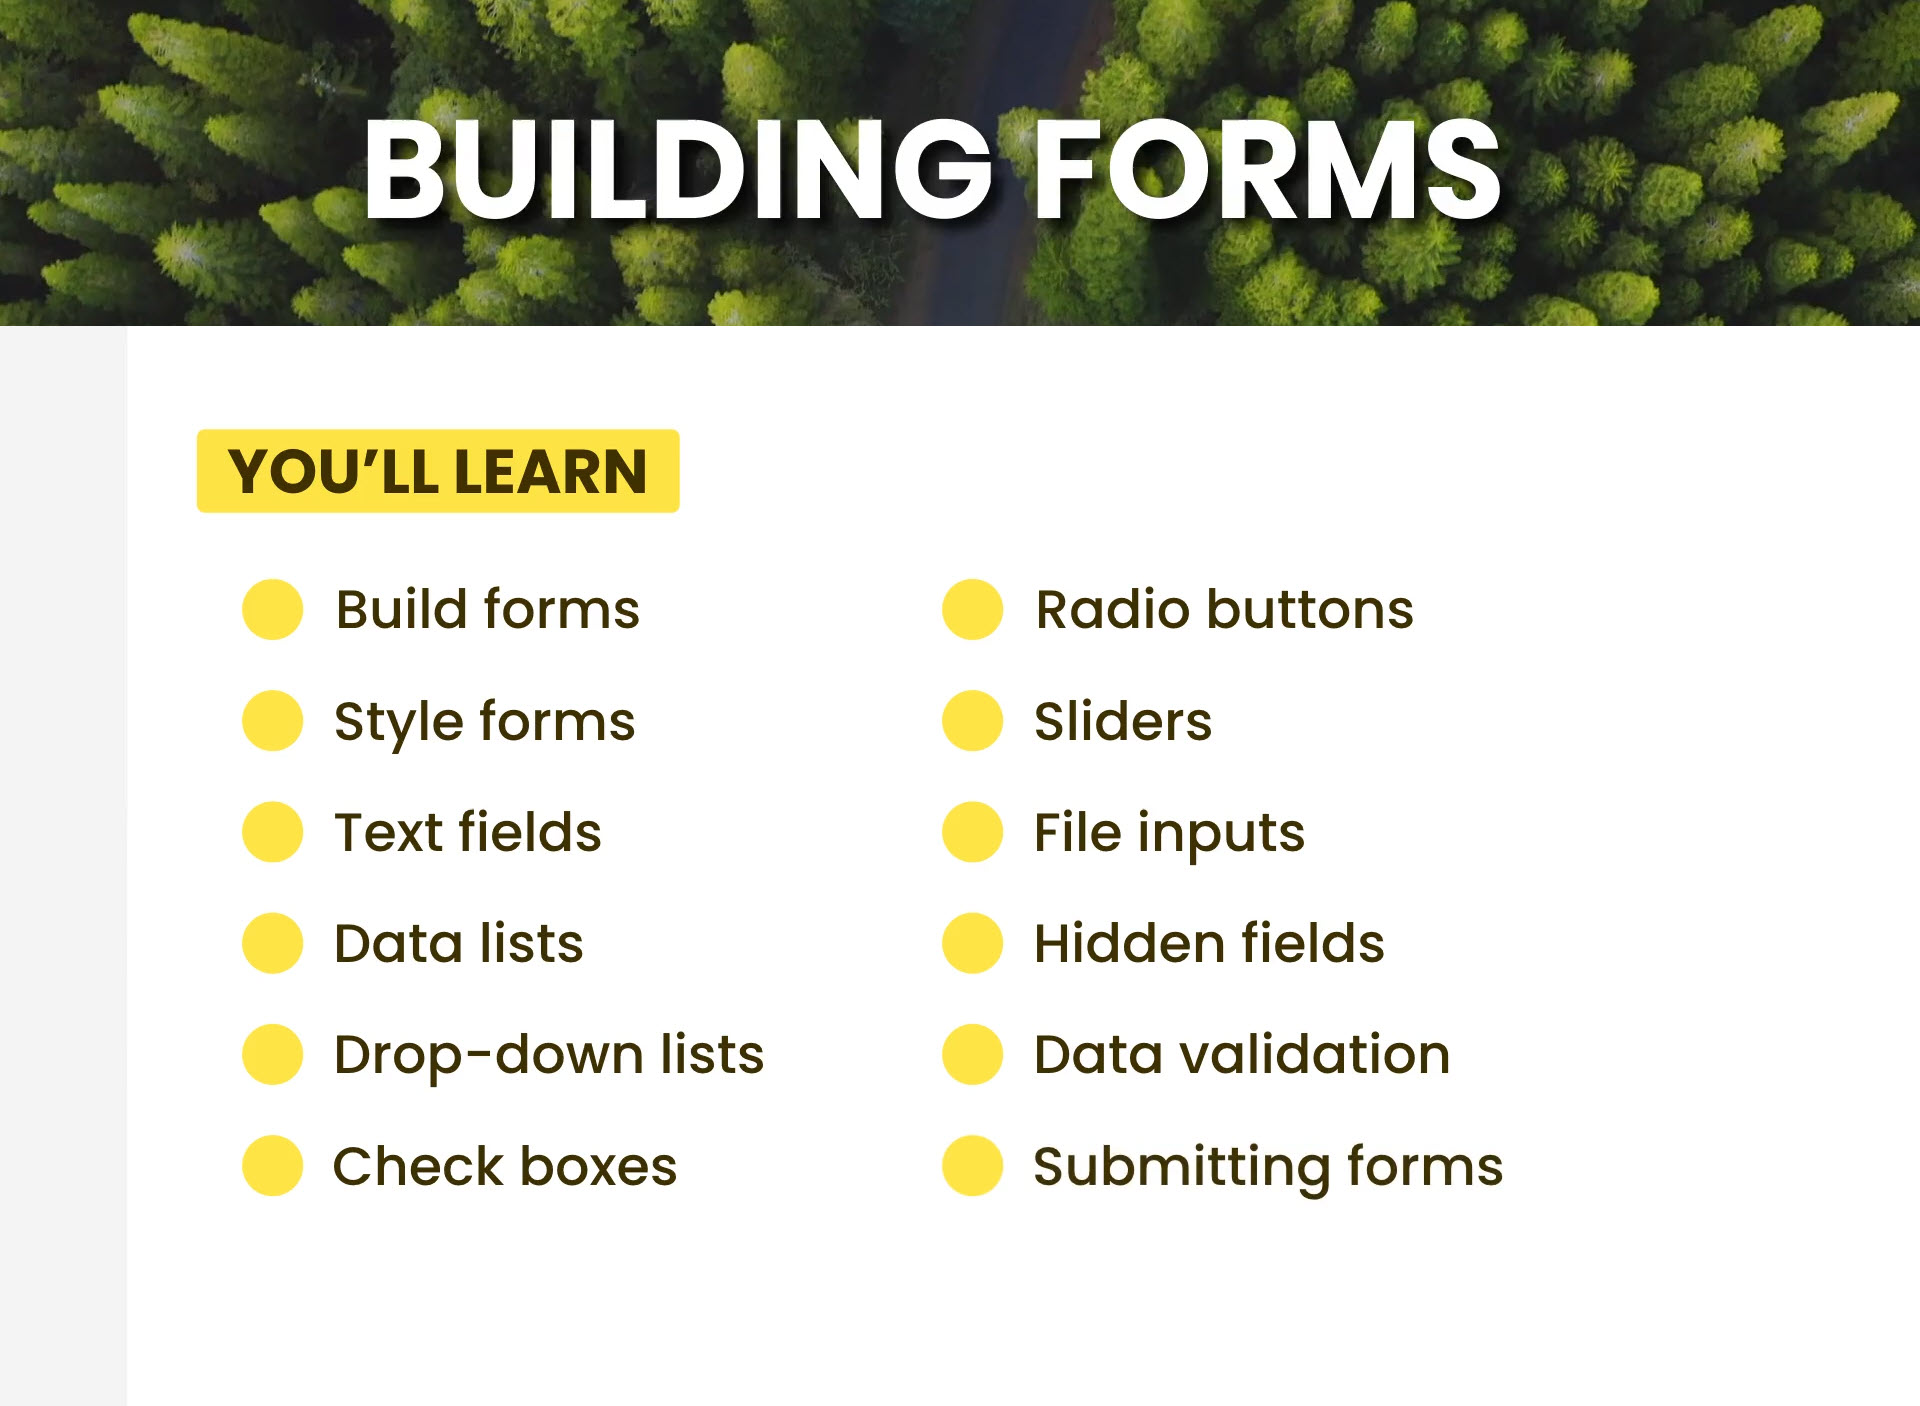 BUILDING FORMS
YOU’LL LEARN
Build forms
Style forms
Text fields
Data lists
Drop-down lists
Check boxes
Radio buttons
Sliders
File inputs
Hidden fields
Data validation
Submitting forms